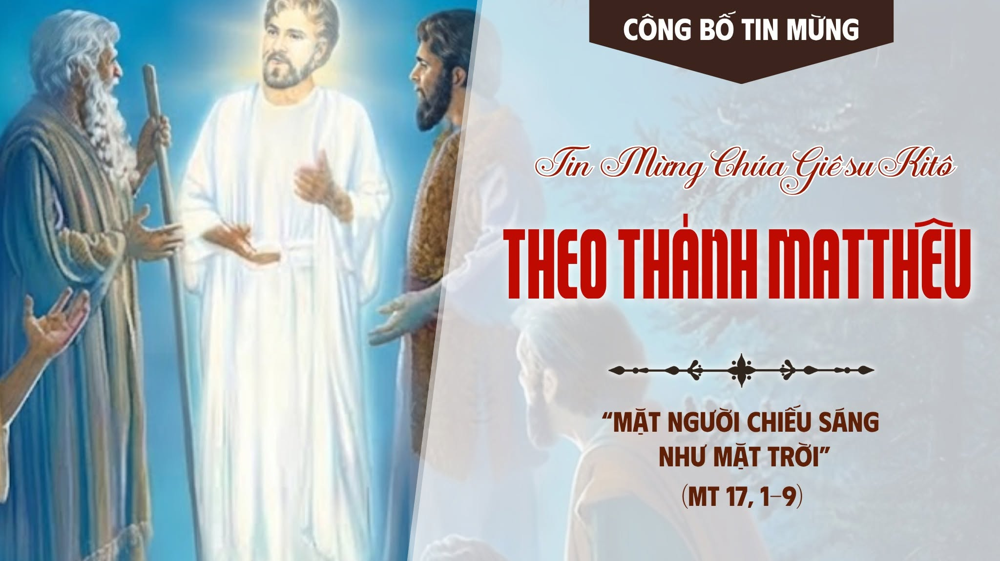 CÔNG BỐ TIN MỪNG
Tin Mừng Chúa Giêsu Kitô
THEO THÁNH MATTHÊU
“MẶT NGƯỜI CHIẾU SÁNG
NHƯ MẶT TRỜI”
(MT 17, 1–9)